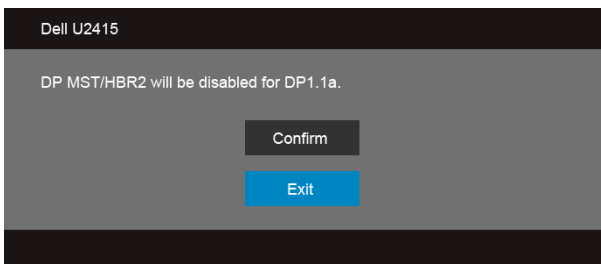 Dell U2415
DP MST/HBR2 will be disabled for DP1.1a.
Confirm
Exit